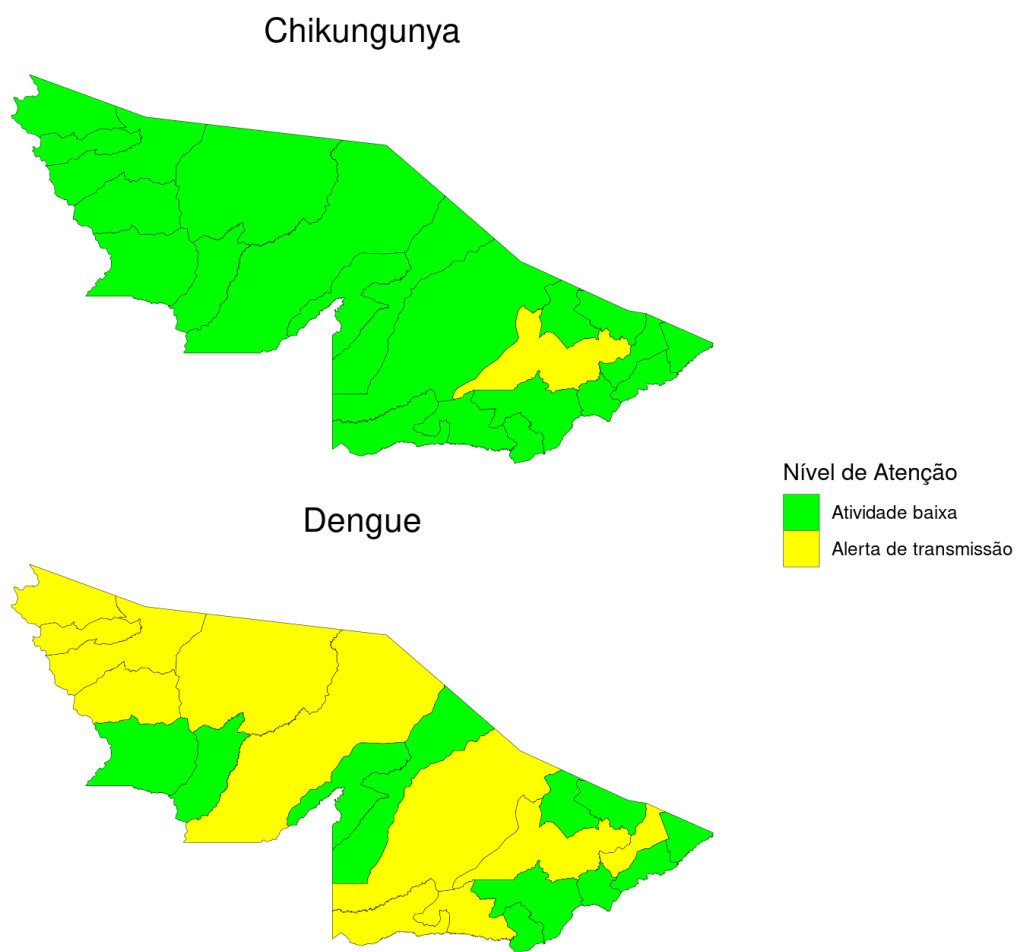 Chikungunya
Nível de Atenção
Atividade baixa
Alerta de transmissão
Dengue